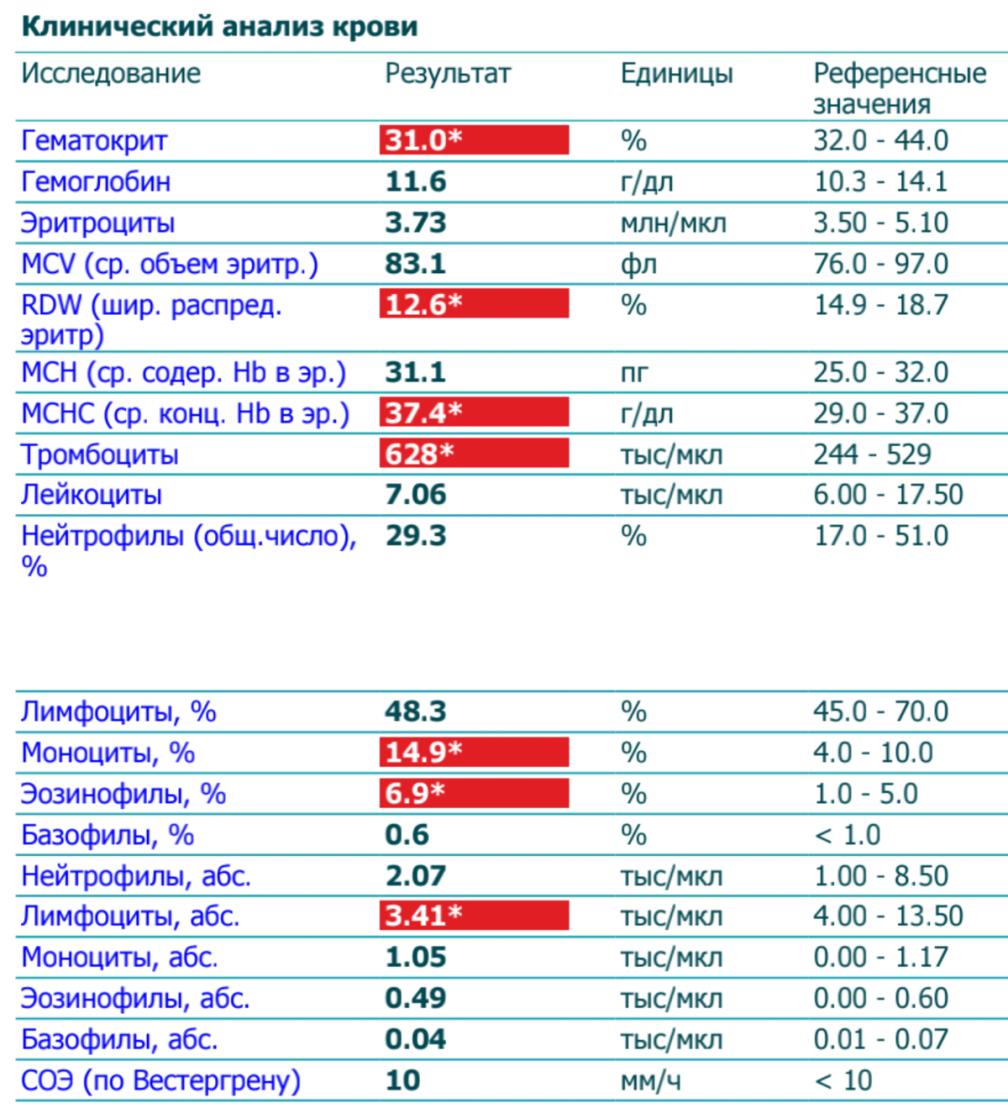 Клинический анализ крови
Исследование Результат Единицы Референсные
значения
Гематокрит 31.0* % 32.0 - 44.0
Гемоглобин 11.6 г/дл 10.3 - 14.1
Эритроциты 3.73 млн/мкл 3.50 - 5.10
MCV (ср. объем эритр.) 83.1 фл 76.0 - 97.0
RDW (шир. распред. 12.6* % 14.9 - 18.7
эритр)
MCH (ср. содер. Hb в эр.) 31.1 пг 25.0 - 32.0
MCHC (ср. конц. Hb в эр.) 37.4* г/дл 29.0 - 37.0
Тромбоциты 628* тыс/мкл 244 - 529
Лейкоциты 7.06 тыс/мкл 6.00 - 17.50
Нейтрофилы (общ.число), 29.3 % 17.0 - 51.0
%
Лимфоциты, % 48.3 % 45.0 - 70.0
Моноциты, % 14.9* % 4.0 - 10.0
Эозинофилы, % 6.9* % 1.0 - 5.0
Базофилы, % 0.6 % < 1.0
Нейтрофилы, абс. 2.07 тыс/мкл 1.00 - 8.50
Лимфоциты, абс. 3.41* тыс/мкл 4.00 - 13.50
Моноциты, абс. 1.05 тыс/мкл 0.00 - 1.17
Эозинофилы, абс. 0.49 тыс/мкл 0.00 - 0.60
Базофилы, абс. 0.04 тыс/мкл 0.01 - 0.07
СОЭ (по Вестергрену) 10 мм/ч < 10